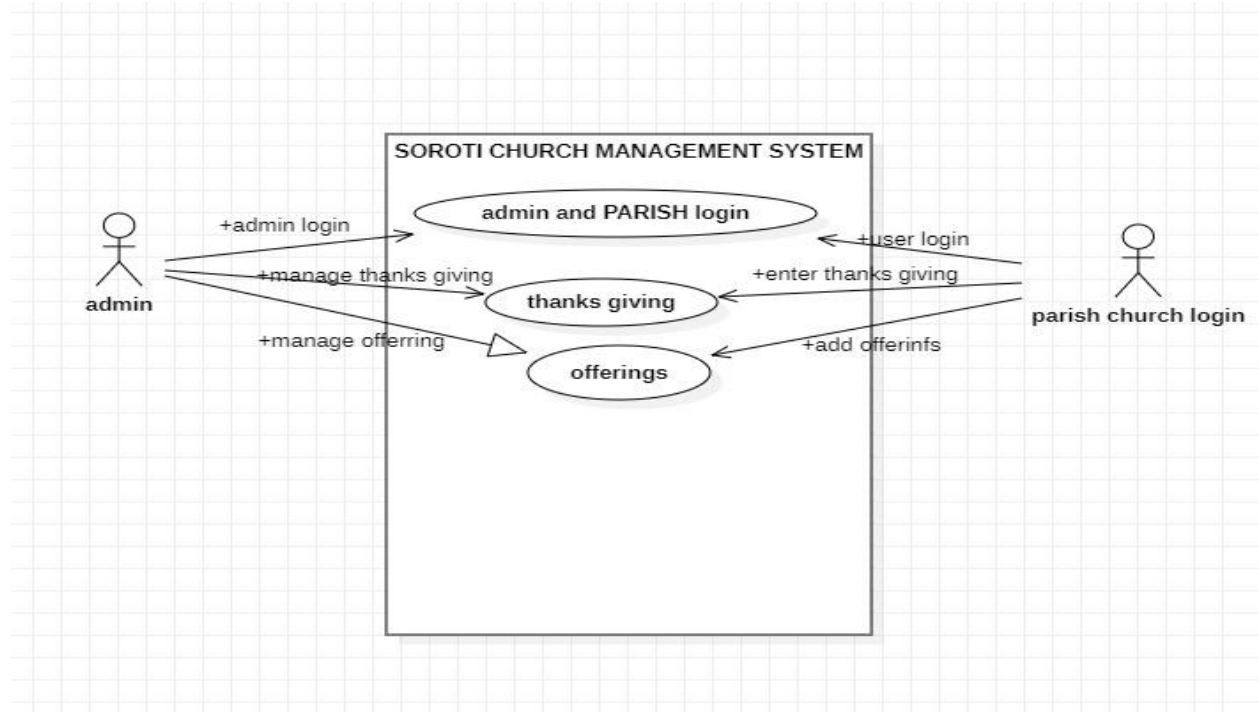 SOROTI CHURCH MANAGEMENT SYSTEM
admin and PARISH login
+admin login
+user login
+manage thanks giving
+enter thanks giving
thanks giving
admin
parish church login
+manage offerring
+add offerinfs
offerings